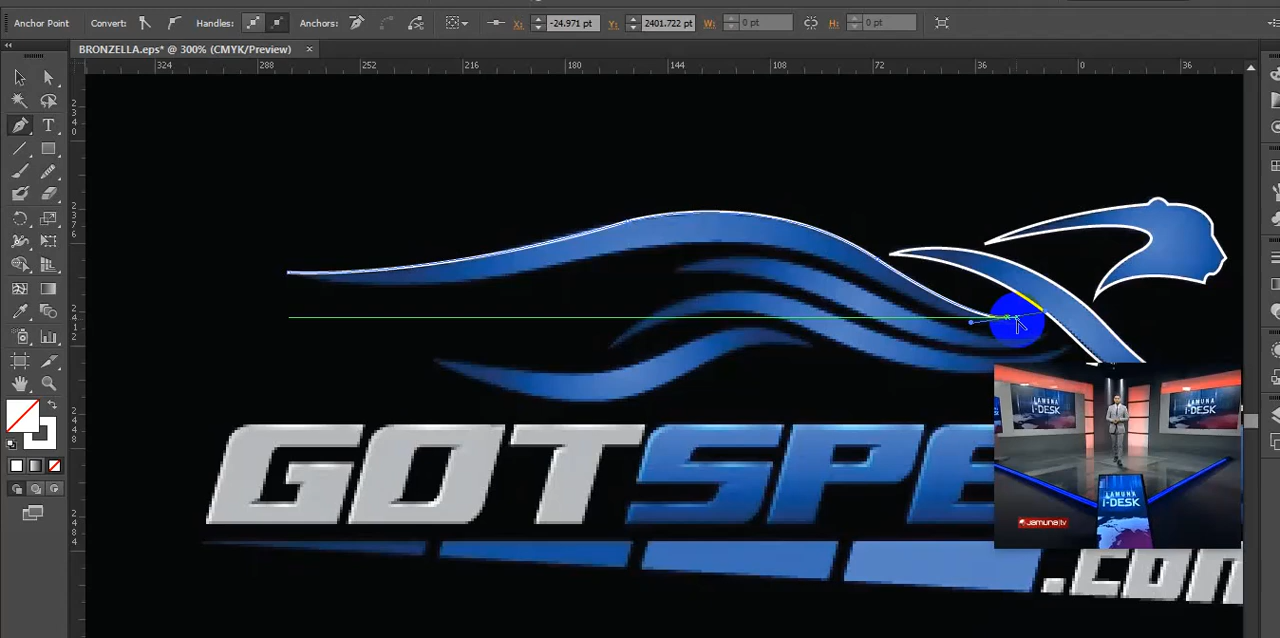 Anchor Point Convert: Handles: Anchors: X: -24.971 pt Y: 2401.722 pt W: 0 pt H: 0 pt
BRONZELLA.eps* @ 300% (CMYK/Preview) ×
324 288 252 216 180 144 108 72 36 0 36
JAMUNA
i-DESK
JAMUNA
i-DESK
JAMUNA
i-DESK
Jamuna tv
GOTSPE
.com